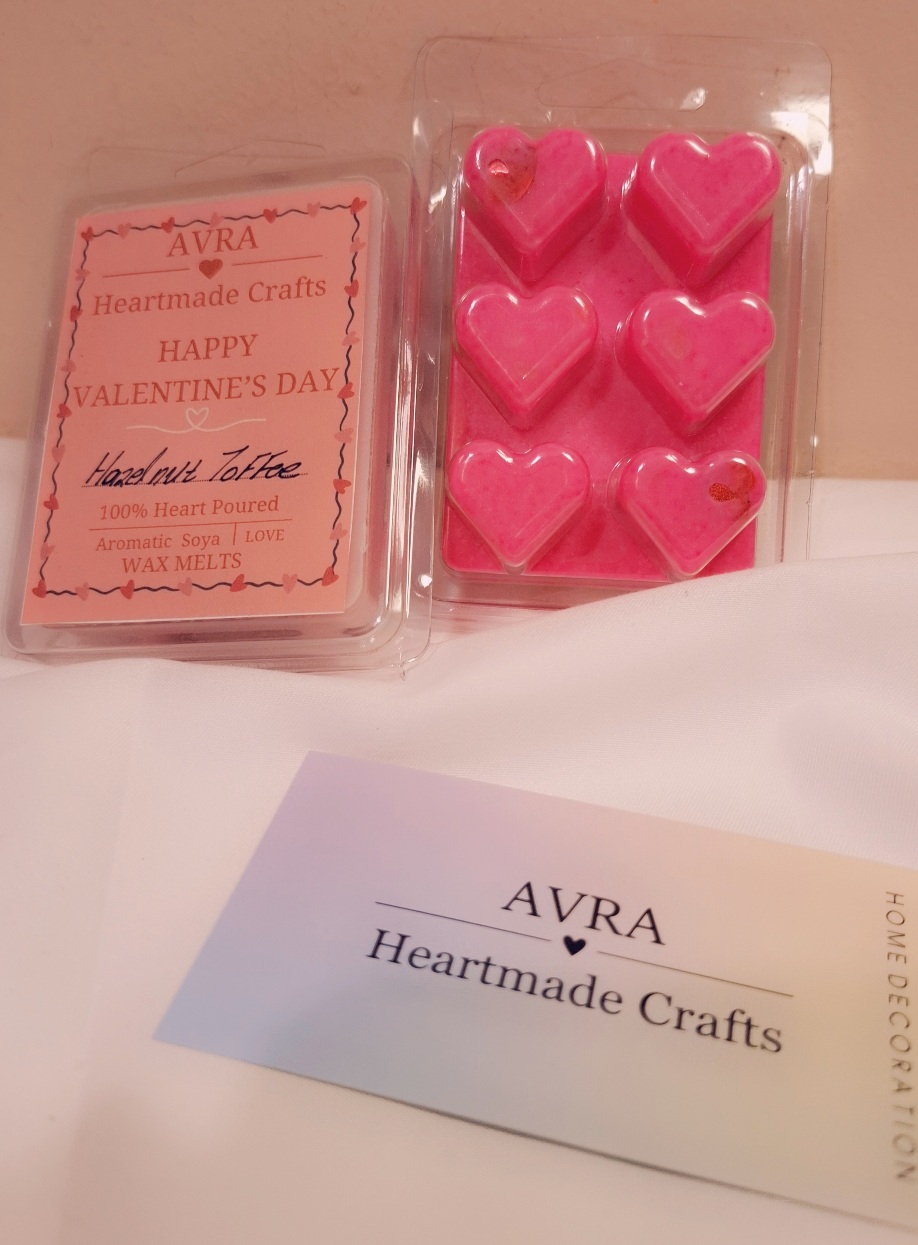 AVRA
Heartmade Crafts
HAPPY
VALENTINE'S DAY
Hazelnut Toffee
100% Heart Poured
Aromatic Soya | LOVE
WAX MELTS
AVRA
Heartmade Crafts
HOME DECORATION